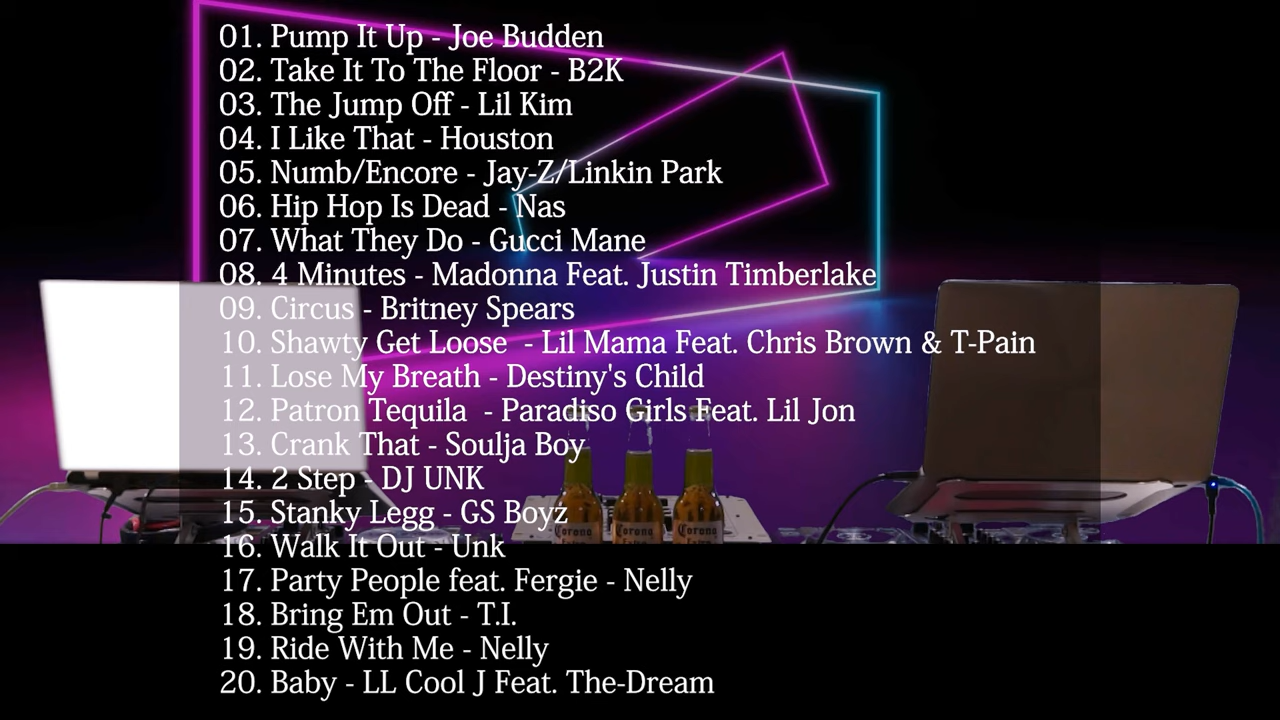 01. Pump It Up - Joe Budden
02. Take It To The Floor - B2K
03. The Jump Off - Lil Kim
04. I Like That - Houston
05. Numb/Encore - Jay-Z/Linkin Park
06. Hip Hop Is Dead - Nas
07. What They Do - Gucci Mane
08. 4 Minutes - Madonna Feat. Justin Timberlake
09. Circus - Britney Spears
10. Shawty Get Loose  - Lil Mama Feat. Chris Brown & T-Pain
11. Lose My Breath - Destiny's Child
12. Patron Tequila  - Paradiso Girls Feat. Lil Jon
13. Crank That - Soulja Boy
14. 2 Step - DJ UNK
15. Stanky Legg - GS Boyz
Corona Corona Corona
Extra Extra Extra
16. Walk It Out - Unk
17. Party People feat. Fergie - Nelly
18. Bring Em Out - T.I.
19. Ride With Me - Nelly
20. Baby - LL Cool J Feat. The-Dream